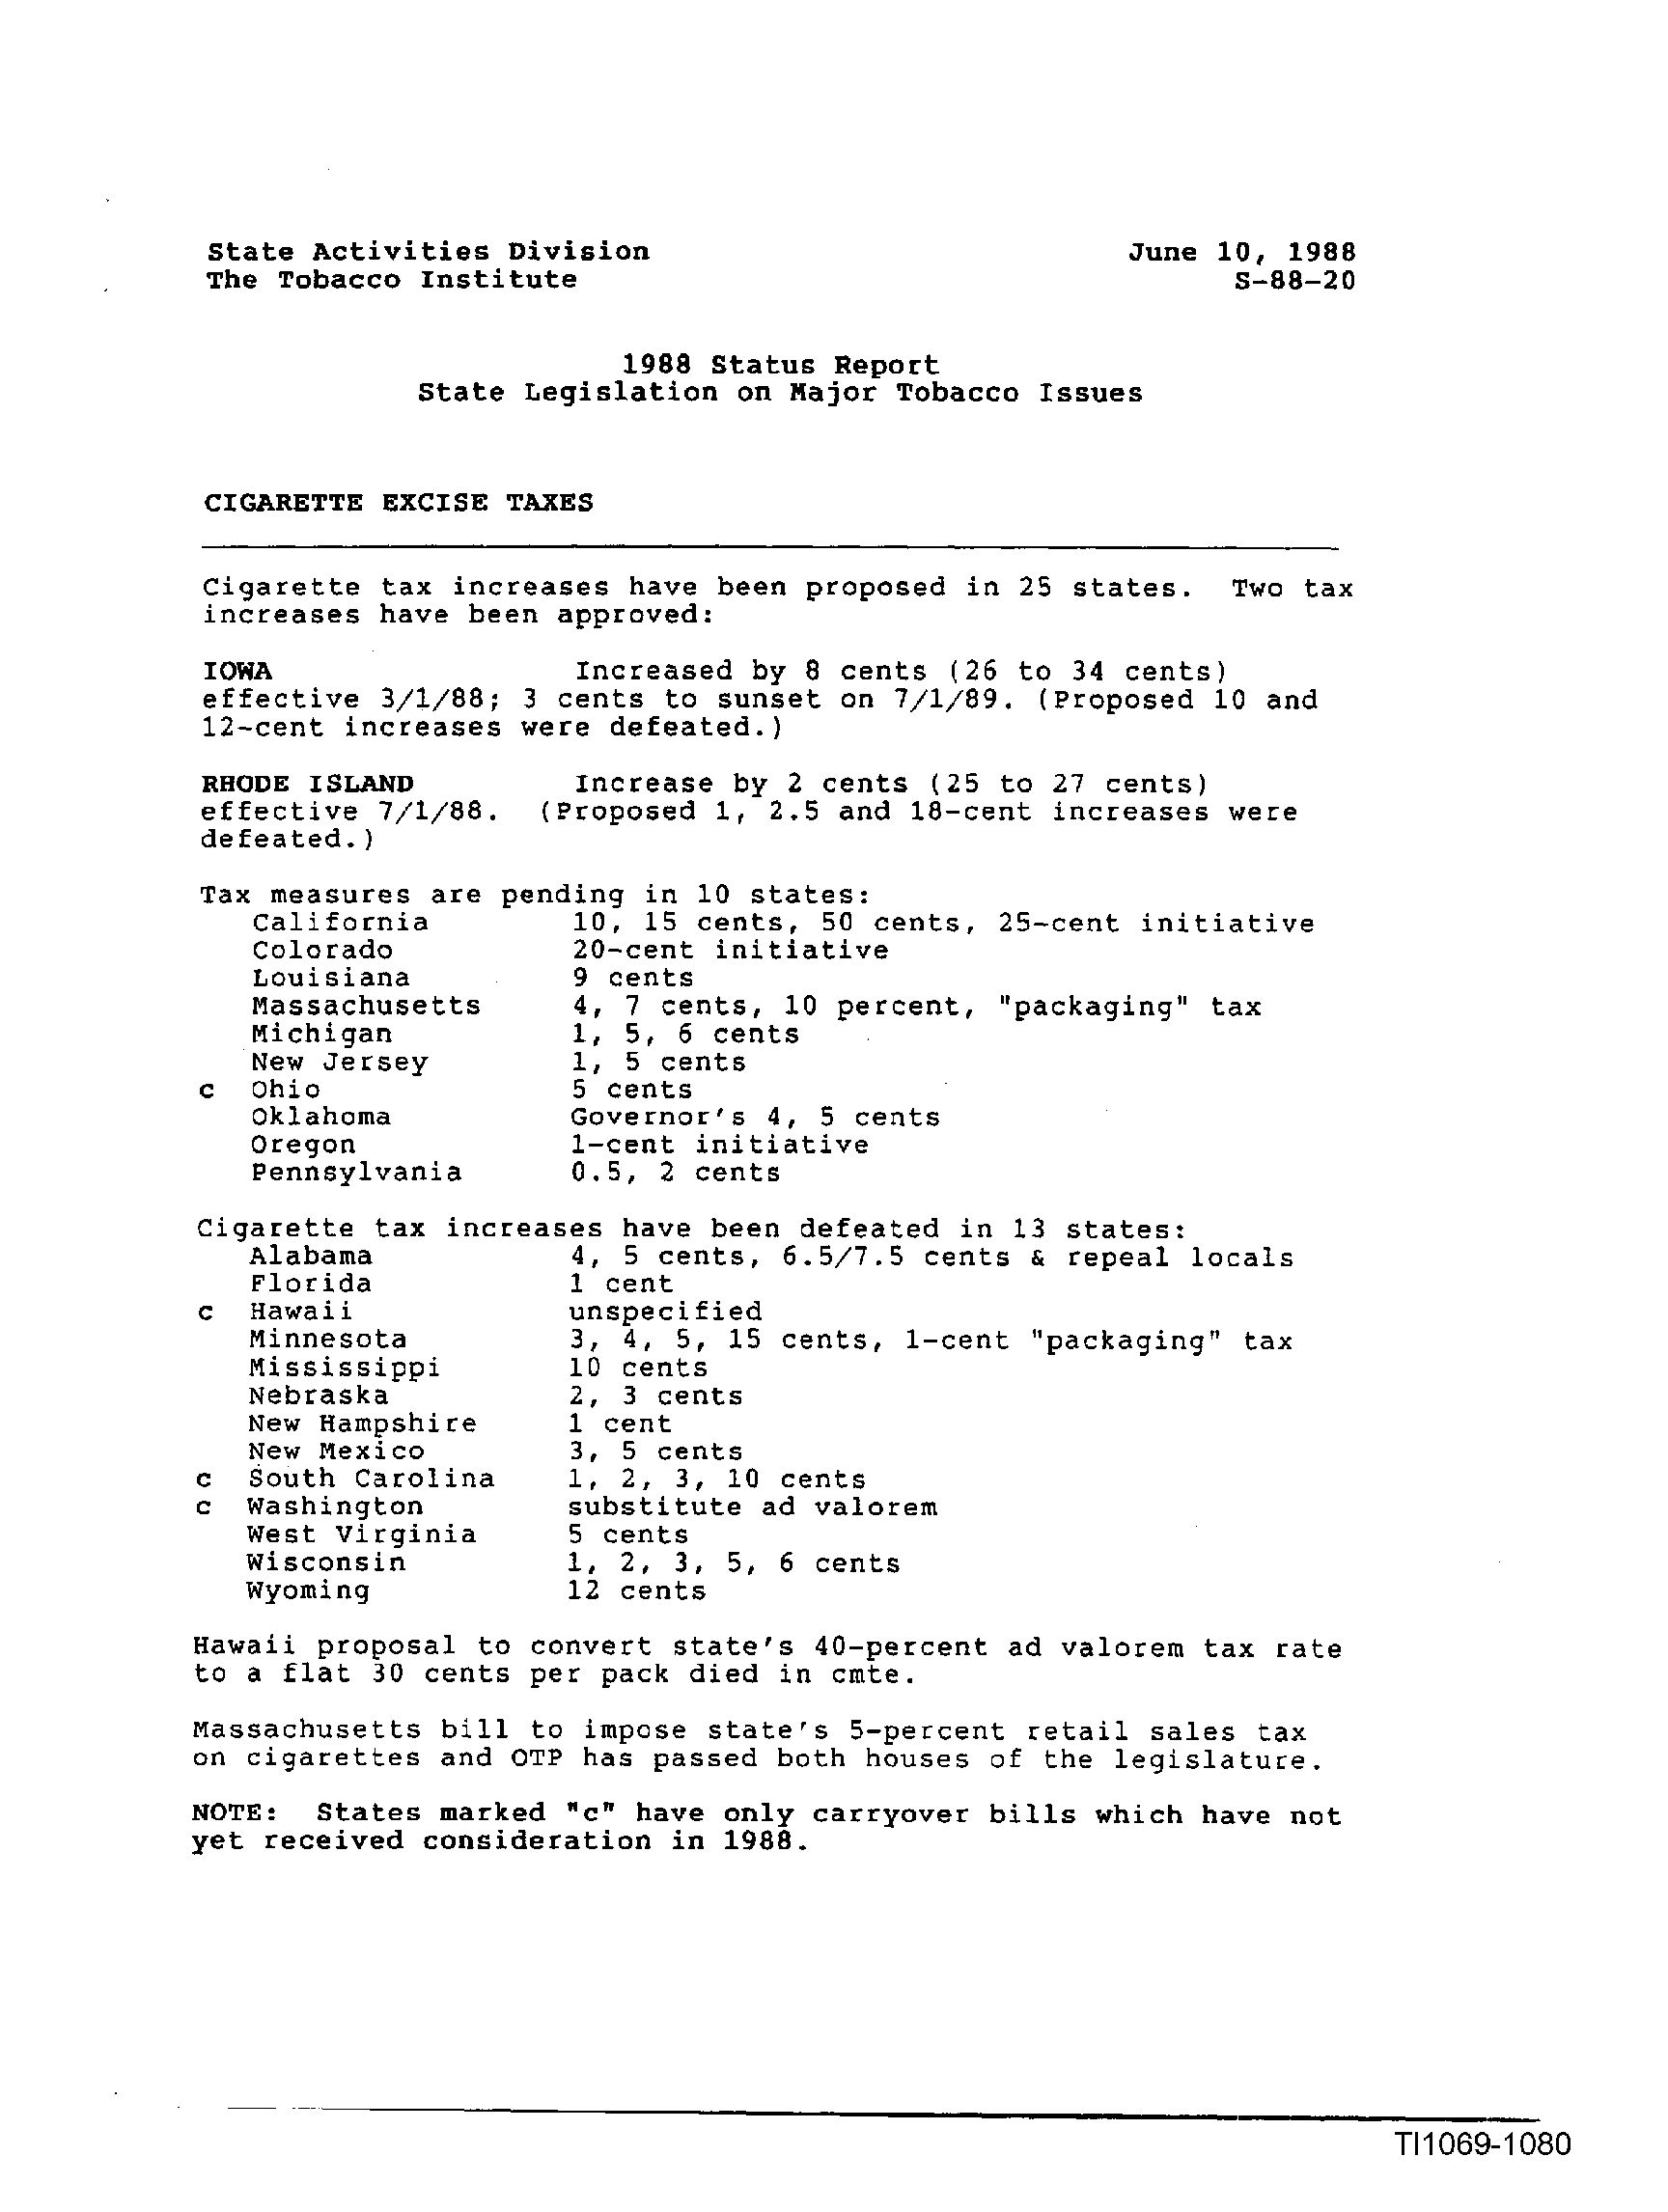 State Activities Division June 10, 1988
The Tobacco Institute S-88-20
1988 Status Report
State Legislation on Major Tobacco Issues
CIGARETTE EXCISE TAXES
Cigarette tax increases have been proposed in 25 states. Two tax
increases have been approved:
IOWA Increased by 8 cents (26 to 34 cents)
effective 3/1/88; 3 cents to sunset on 7/1/89. (Proposed 10 and
12-cent increases were defeated.)
RHODE ISLAND Increase by 2 cents (25 to 27 cents)
effective 7/1/88. (Proposed 1, 2.5 and 18-cent increases were
defeated.)
Tax measures are pending in 10 states:
California 10, 15 cents, 50 cents, 25-cent initiative
Colorado 20-cent initiative
Louisiana 9 cents
Massachusetts 4, 7 cents, 10 percent, "packaging" tax
Michigan 1, 5, 6 cents
New Jersey 1, 5 cents
c Ohio 5 cents
Oklahoma Governor's 4, 5 cents
Oregon 1-cent initiative
Pennsylvania 0.5, 2 cents
Cigarette tax increases have been defeated in 13 states:
Alabama 4, 5 cents, 6.5/7.5 cents & repeal locals
Florida 1 cent
c Hawaii unspecified
Minnesota 3, 4, 5, 15 cents, 1-cent "packaging" tax
Mississippi 10 cents
Nebraska 2, 3 cents
New Hampshire 1 cent
New Mexico 3, 5 cents
c South Carolina 1, 2, 3, 10 cents
c Washington substitute ad valorem
West Virginia 5 cents
Wisconsin 1, 2, 3, 5, 6 cents
Wyoming 12 cents
Hawaii proposal to convert state's 40-percent ad valorem tax rate
to a flat 30 cents per pack died in cmte.
Massachusetts bill to impose state's 5-percent retail sales tax
on cigarettes and OTP has passed both houses of the legislature.
NOTE: States marked "c" have only carryover bills which have not
yet received consideration in 1988.
TI1069-1080